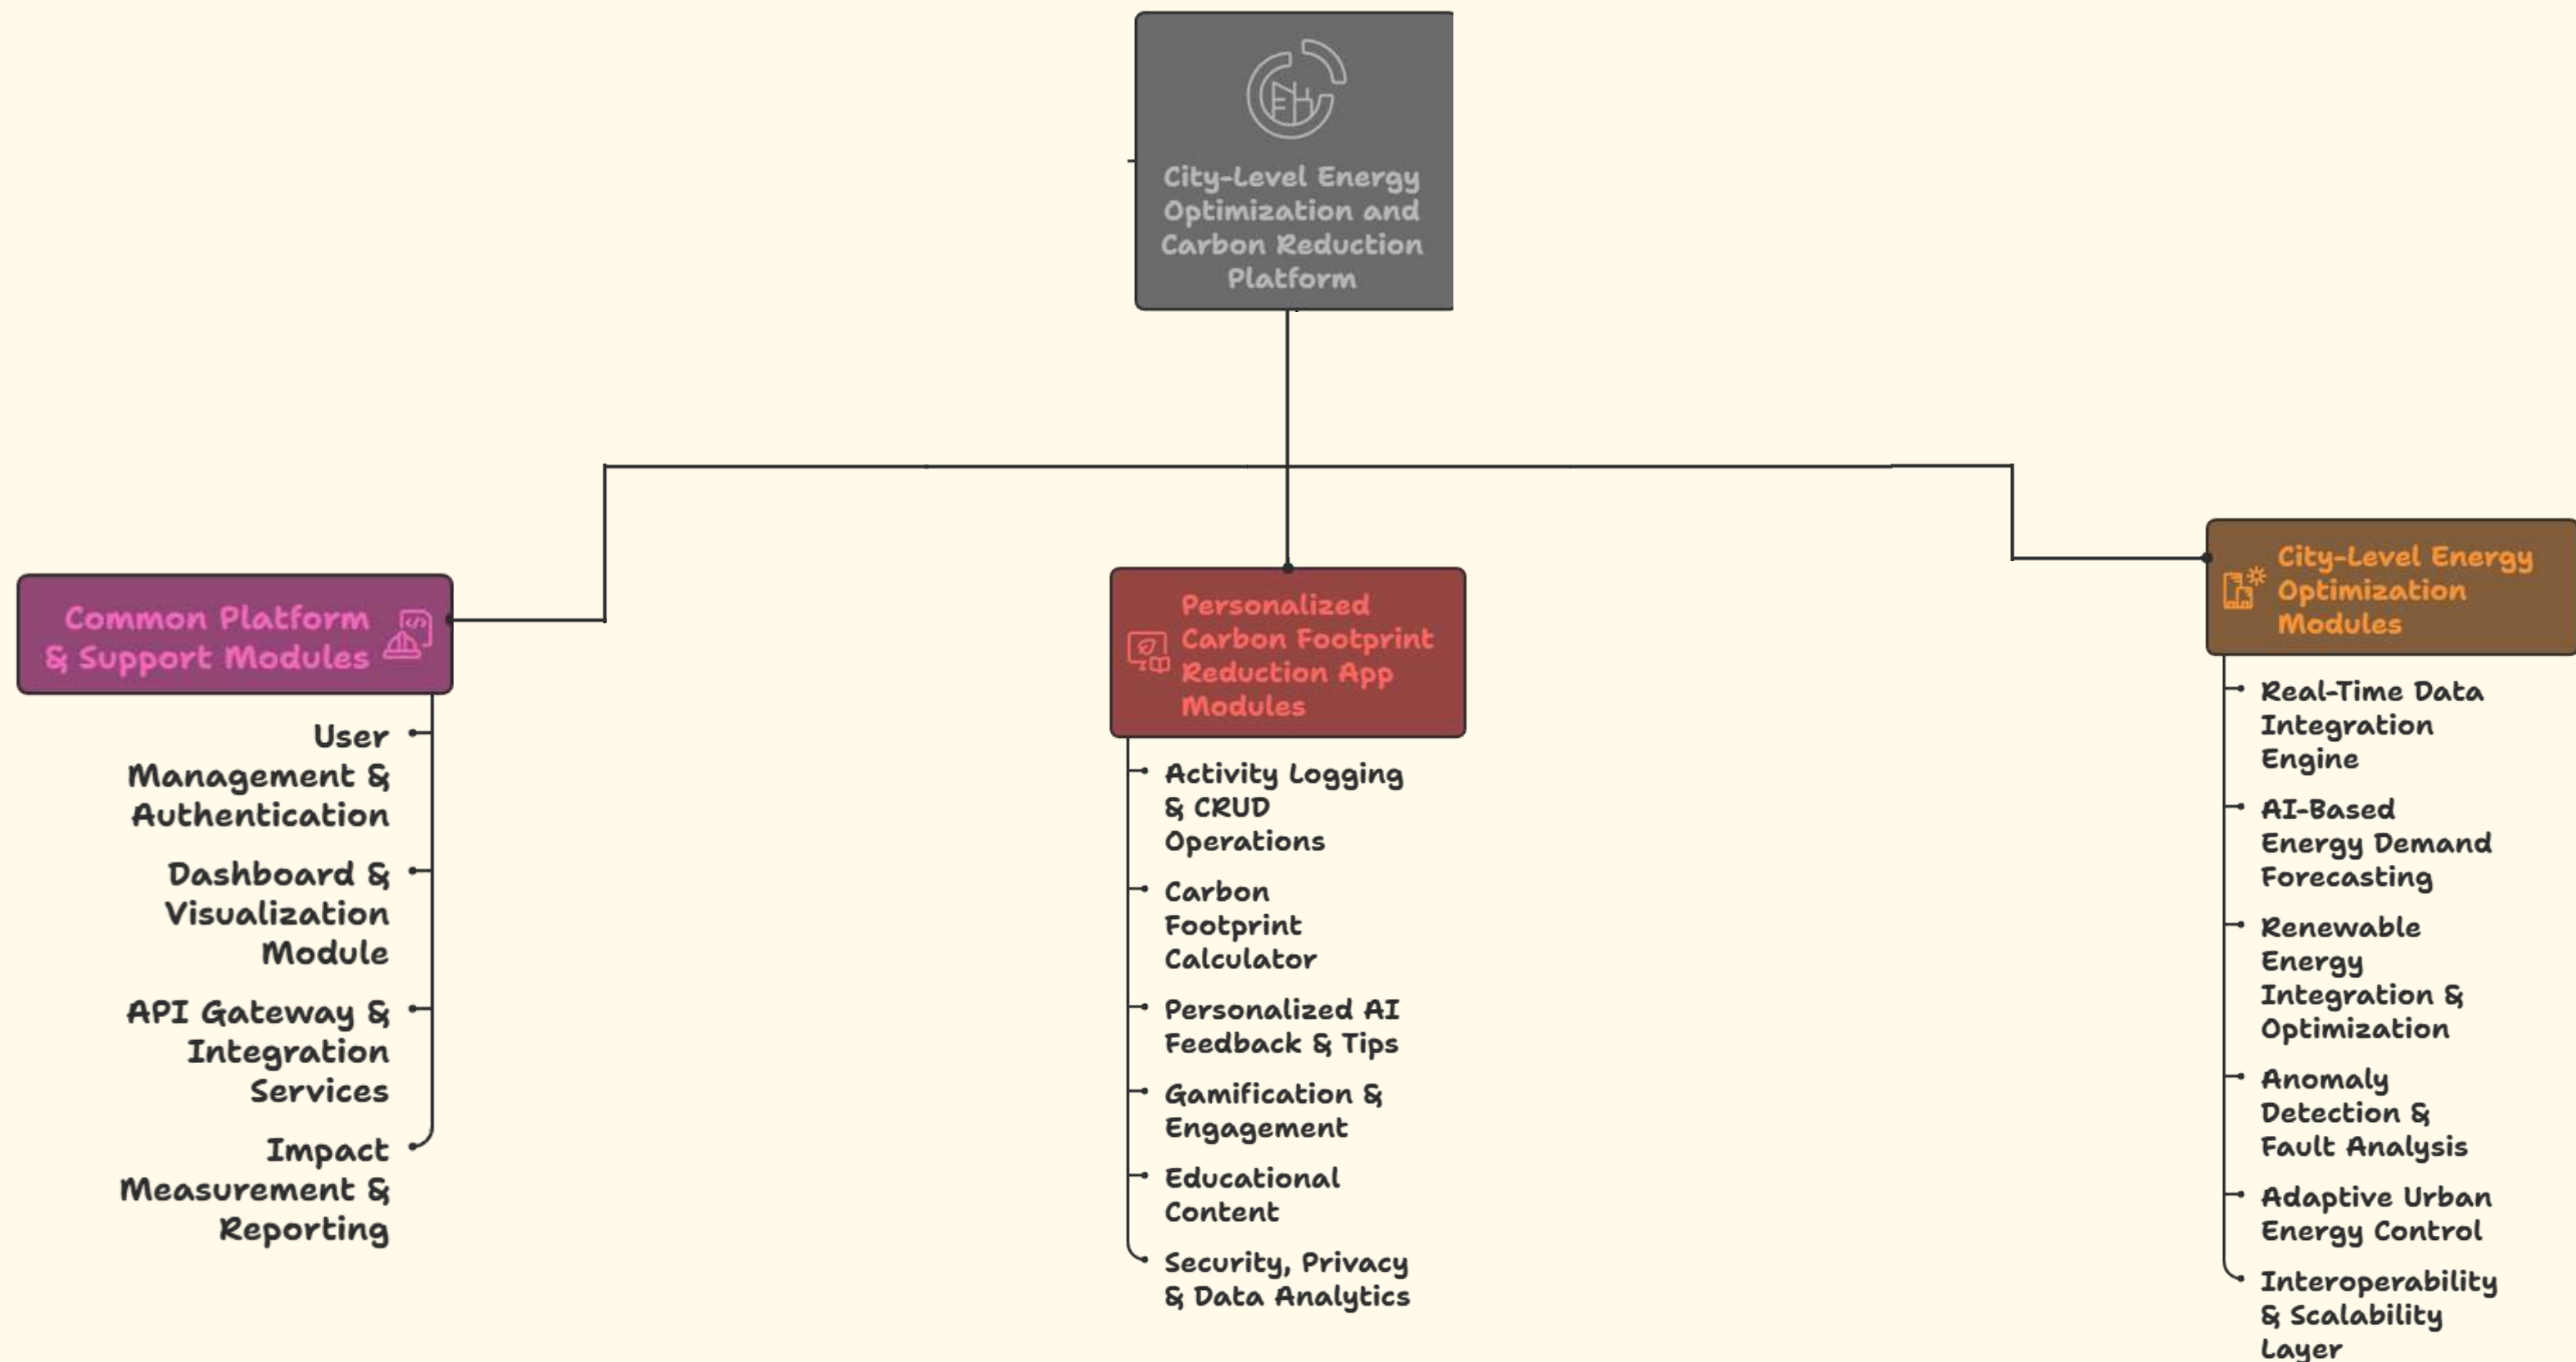 City-Level Energy
Optimization and
Carbon Reduction
Platform
Common Platform
& Support Modules
User
Management &
Authentication
Dashboard &
Visualization
Module
API Gateway &
Integration
Services
Impact
Measurement &
Reporting
Personalized
Carbon Footprint
Reduction App
Modules
Activity Logging
& CRUD
Operations
Carbon
Footprint
Calculator
Personalized AI
Feedback & Tips
Gamification &
Engagement
Educational
Content
Security, Privacy
& Data Analytics
City-Level Energy
Optimization
Modules
Real-Time Data
Integration
Engine
AI-Based
Energy Demand
Forecasting
Renewable
Energy
Integration &
Optimization
Anomaly
Detection &
Fault Analysis
Adaptive Urban
Energy Control
Interoperability
& Scalability
Layer